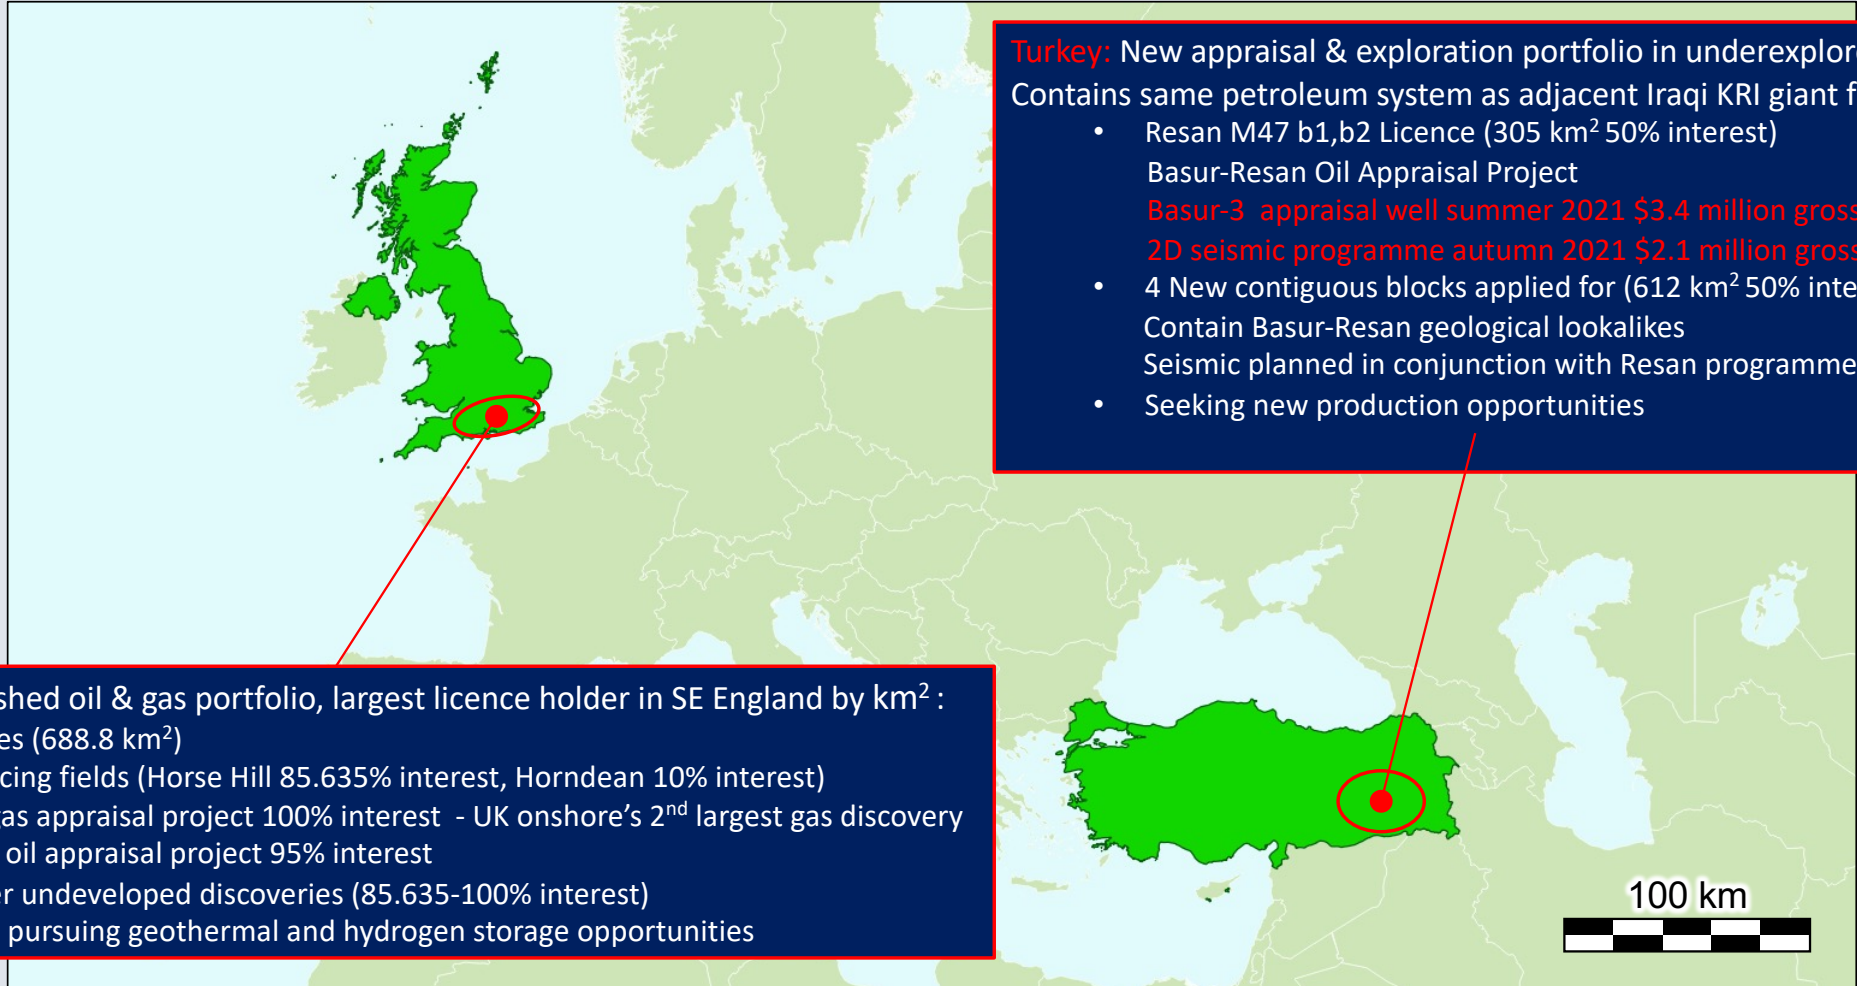 Turkey: New appraisal & exploration portfolio in
Contains same petroleum system as adjacent Iraqi KRI giant
• Resan M47 b1,b2 Licence (305 km² 50% interest)
Basur-Resan Oil Appraisal Project
Basur-3 appraisal well summer 2021 $3.4 million gross
2D seismic programme autumn 2021 $2.1 million gross
• 4 New contiguous blocks applied for (612 km² 50%
Contain Basur-Resan geological lookalikes
Seismic planned in conjunction with Resan programme
• Seeking new production opportunities
oil & gas portfolio, largest licence holder in SE England by km² :
(688.8 km²)
fields (Horse Hill 85.635% interest, Horndean 10% interest)
gas appraisal project 100% interest - UK onshore's 2nd largest gas discovery
oil appraisal project 95% interest
undeveloped discoveries (85.635-100% interest)
pursuing geothermal and hydrogen storage opportunities
100 km